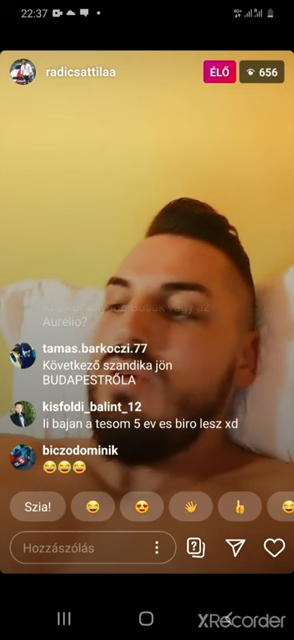 22:37
radicsattilaa
ÉLŐ
656
Aurélio?
tamas.barkoczi.77
Következő szandika jön
BUDAPESTRŐLA
kisfoldi_balint_12
Ii bajan a tesom 5 ev es biro lesz xd
biczodominik
😂😂😂
Szia!
Hozzászólás
XRecorder